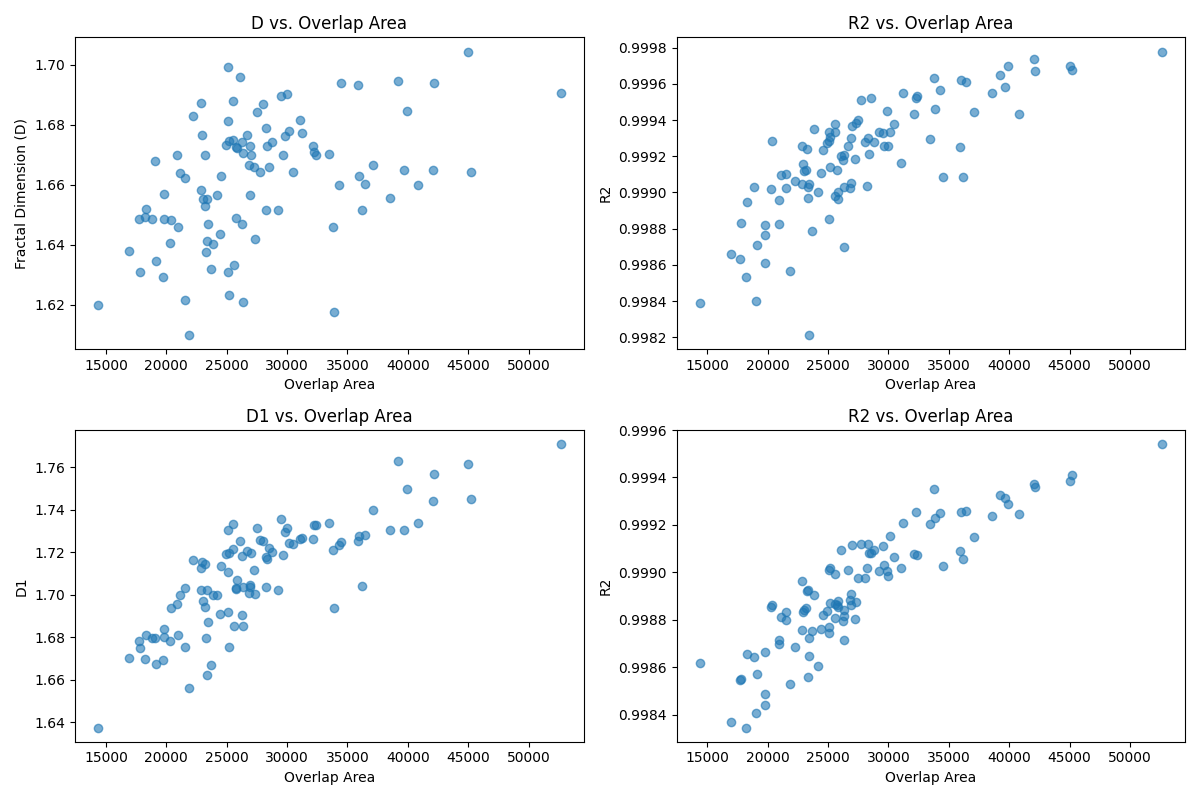 D vs. Overlap Area
Fractal Dimension (D)
1.70
1.68
1.66
1.64
1.62
15000 20000 25000 30000 35000 40000 45000 50000
Overlap Area
R2 vs. Overlap Area
R2
0.9998
0.9996
0.9994
0.9992
0.9990
0.9988
0.9986
0.9984
0.9982
15000 20000 25000 30000 35000 40000 45000 50000
Overlap Area
D1 vs. Overlap Area
D1
1.76
1.74
1.72
1.70
1.68
1.66
1.64
15000 20000 25000 30000 35000 40000 45000 50000
Overlap Area
R2 vs. Overlap Area
R2
0.9996
0.9994
0.9992
0.9990
0.9988
0.9986
0.9984
15000 20000 25000 30000 35000 40000 45000 50000
Overlap Area